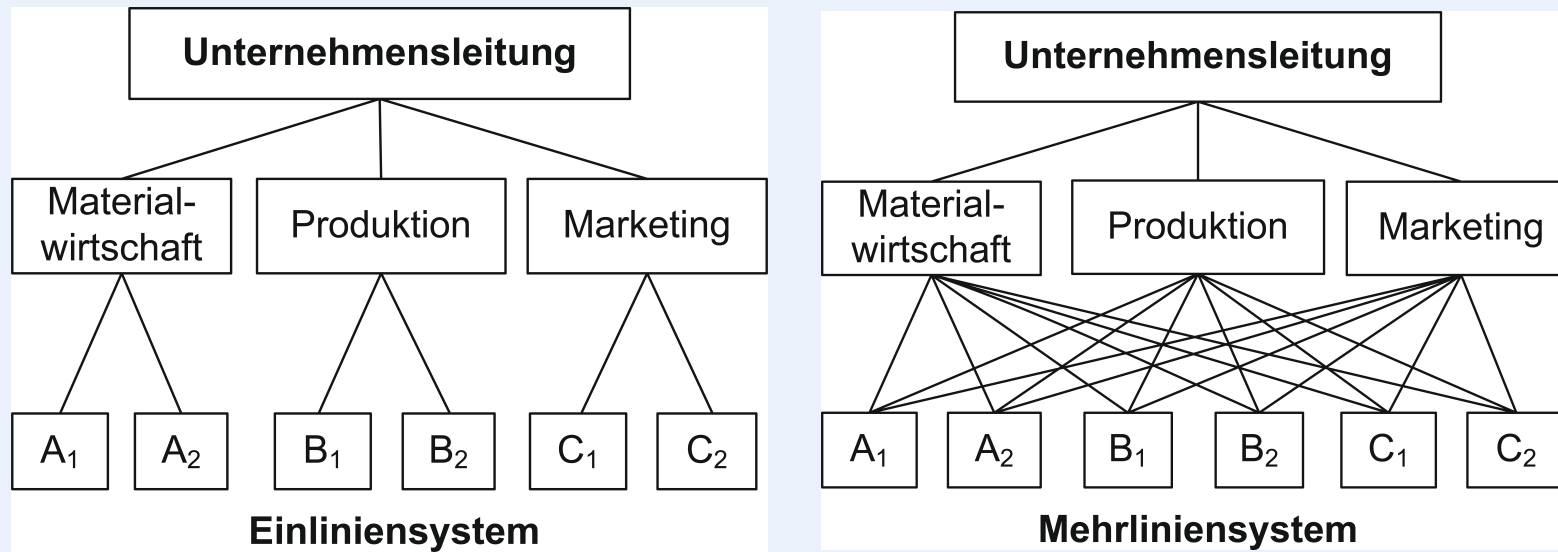 Unternehmensleitung
Material-
wirtschaft
Produktion
Marketing
A₁
A₂
B₁
B₂
C₁
C₂
Einliniensystem
Unternehmensleitung
Material-
wirtschaft
Produktion
Marketing
A₁
A₂
B₁
B₂
C₁
C₂
Mehrliniensystem